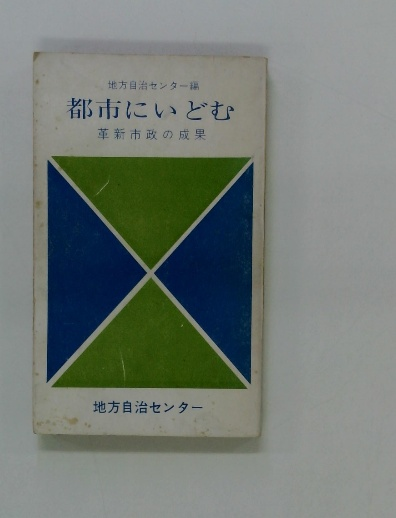 地方自治センター編
都市にいどむ
革新市政の成果
地方自治センター